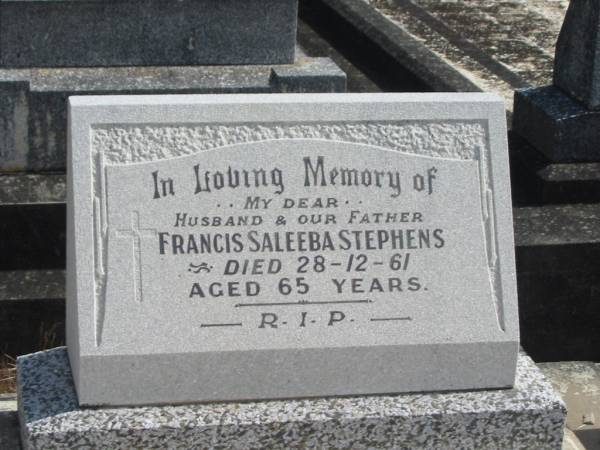 In Loving Memory of
My Dear
Husband & our Father
Francis Saleeba Stephens
Died 28-12-61
Aged 65 Years.
R.I.P.